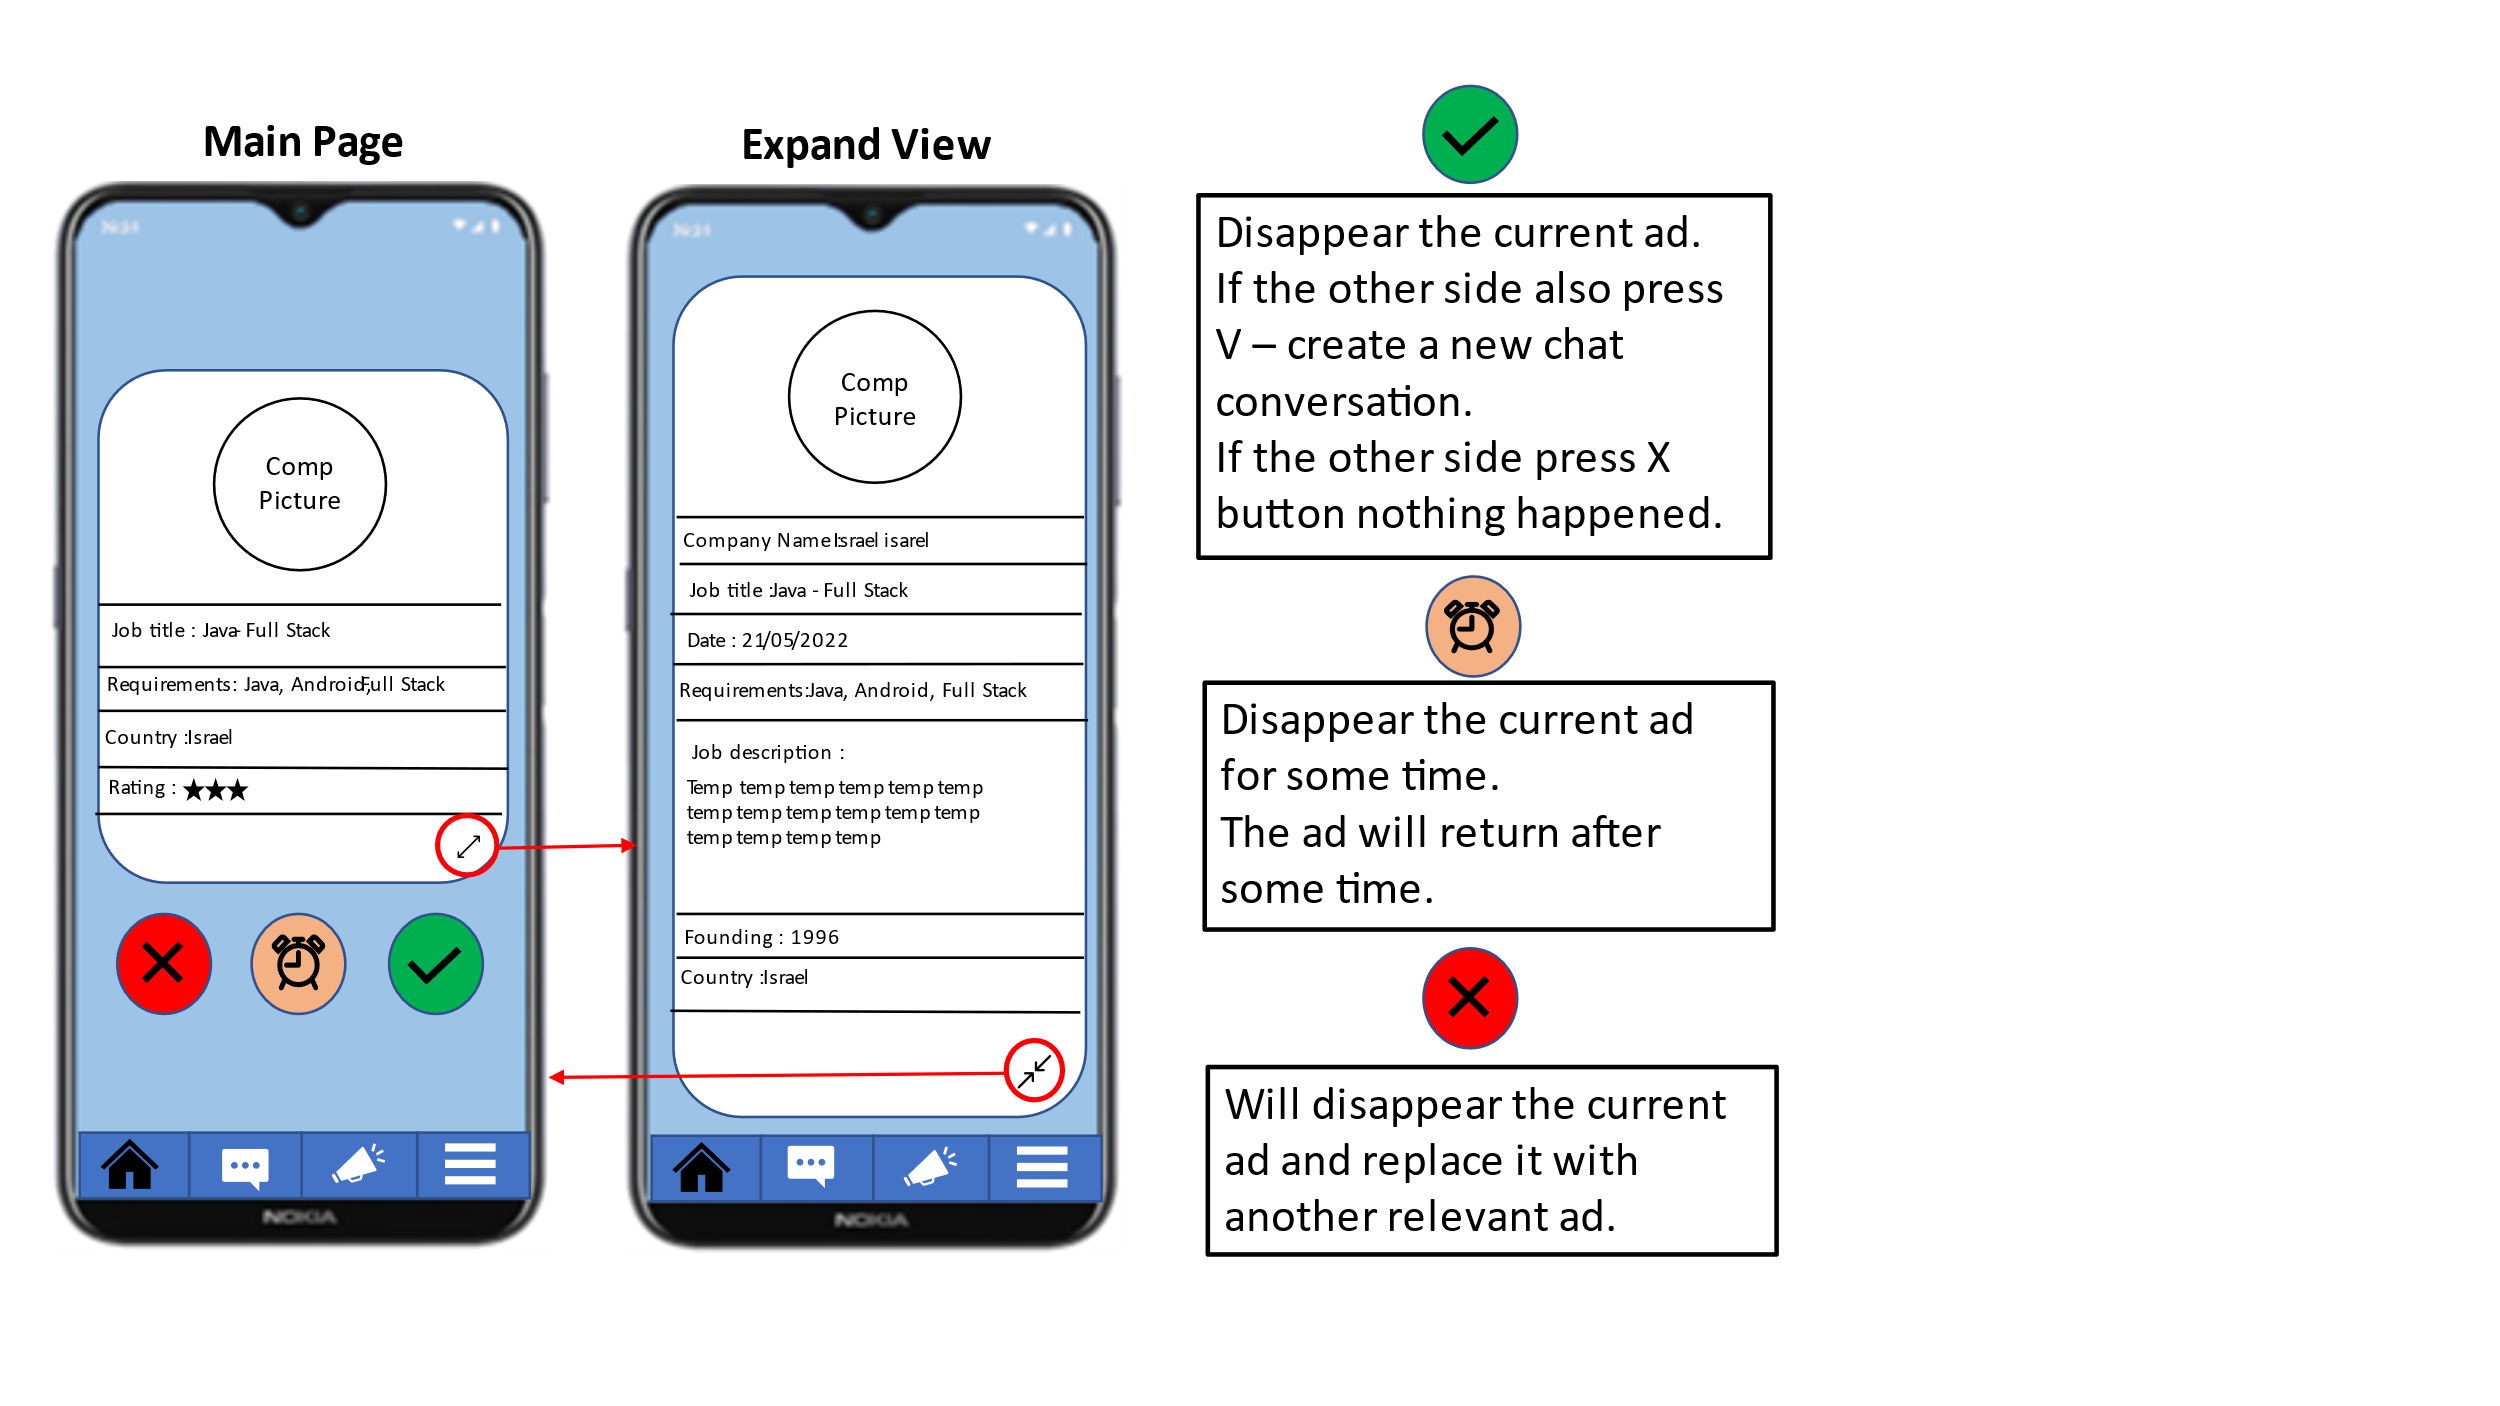 Main Page
Comp
Picture
Job title : Java- Full Stack
Requirements: Java, Android,Full Stack
Country :Israel
Rating : ★★★
NOKIA
Expand View
Comp
Picture
Company Name:Israel isarel
Job title :Java - Full Stack
Date : 21/05/2022
Requirements:Java, Android, Full Stack
Job description :
Temp temp temp temp temp temp
temp temp temp temp temp temp
temp temp temp temp
Founding : 1996
Country :Israel
NOKIA
Disappear the current ad.
If the other side also press
V – create a new chat
conversation.
If the other side press X
button nothing happened.
Disappear the current ad
for some time.
The ad will return after
some time.
Will disappear the current
ad and replace it with
another relevant ad.